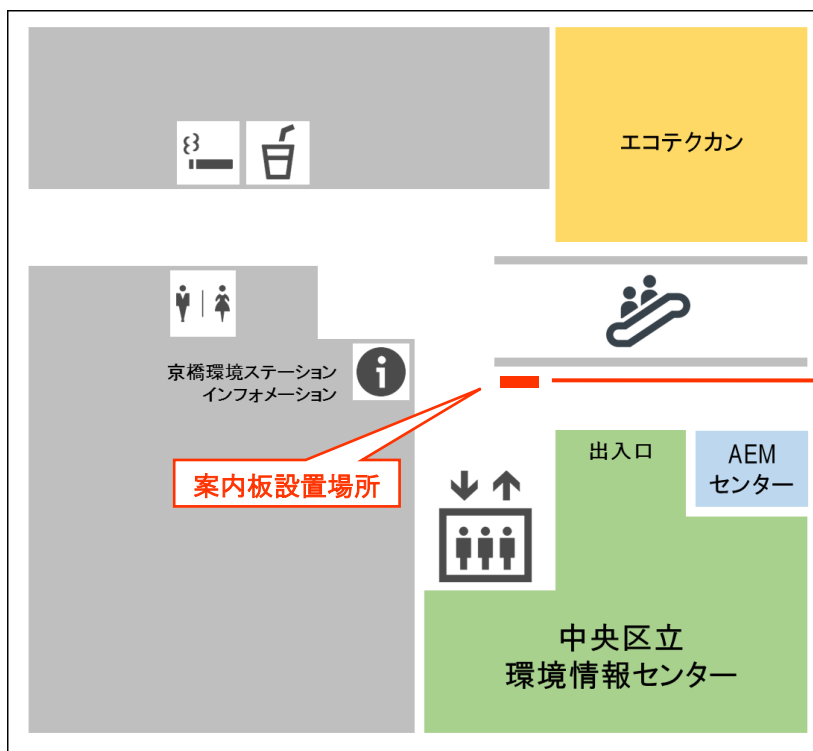 エコテクカン
京橋環境ステーション
インフォメーション
案内板設置場所
出入口
AEM
センター
中央区立
環境情報センター